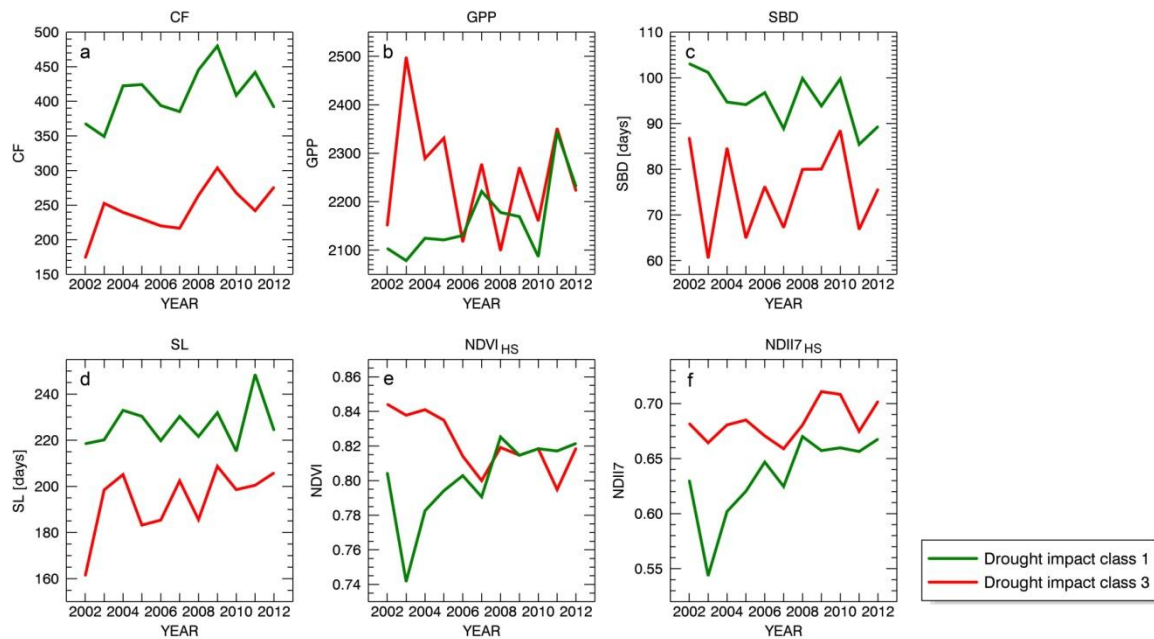 CF
a
500
450
400
350
300
250
200
150
CF
2002 2004 2006 2008 2010 2012
YEAR
GPP
b
2500
2400
2300
2200
2100
GPP
2002 2004 2006 2008 2010 2012
YEAR
SBD
c
110
100
90
80
70
60
SBD [days]
2002 2004 2006 2008 2010 2012
YEAR
SL
d
240
220
200
180
160
SL [days]
2002 2004 2006 2008 2010 2012
YEAR
NDVI HS
e
0.86
0.84
0.82
0.80
0.78
0.76
0.74
NDVI
2002 2004 2006 2008 2010 2012
YEAR
NDII7 HS
f
0.70
0.65
0.60
0.55
NDII7
2002 2004 2006 2008 2010 2012
YEAR
Drought impact class 1
Drought impact class 3